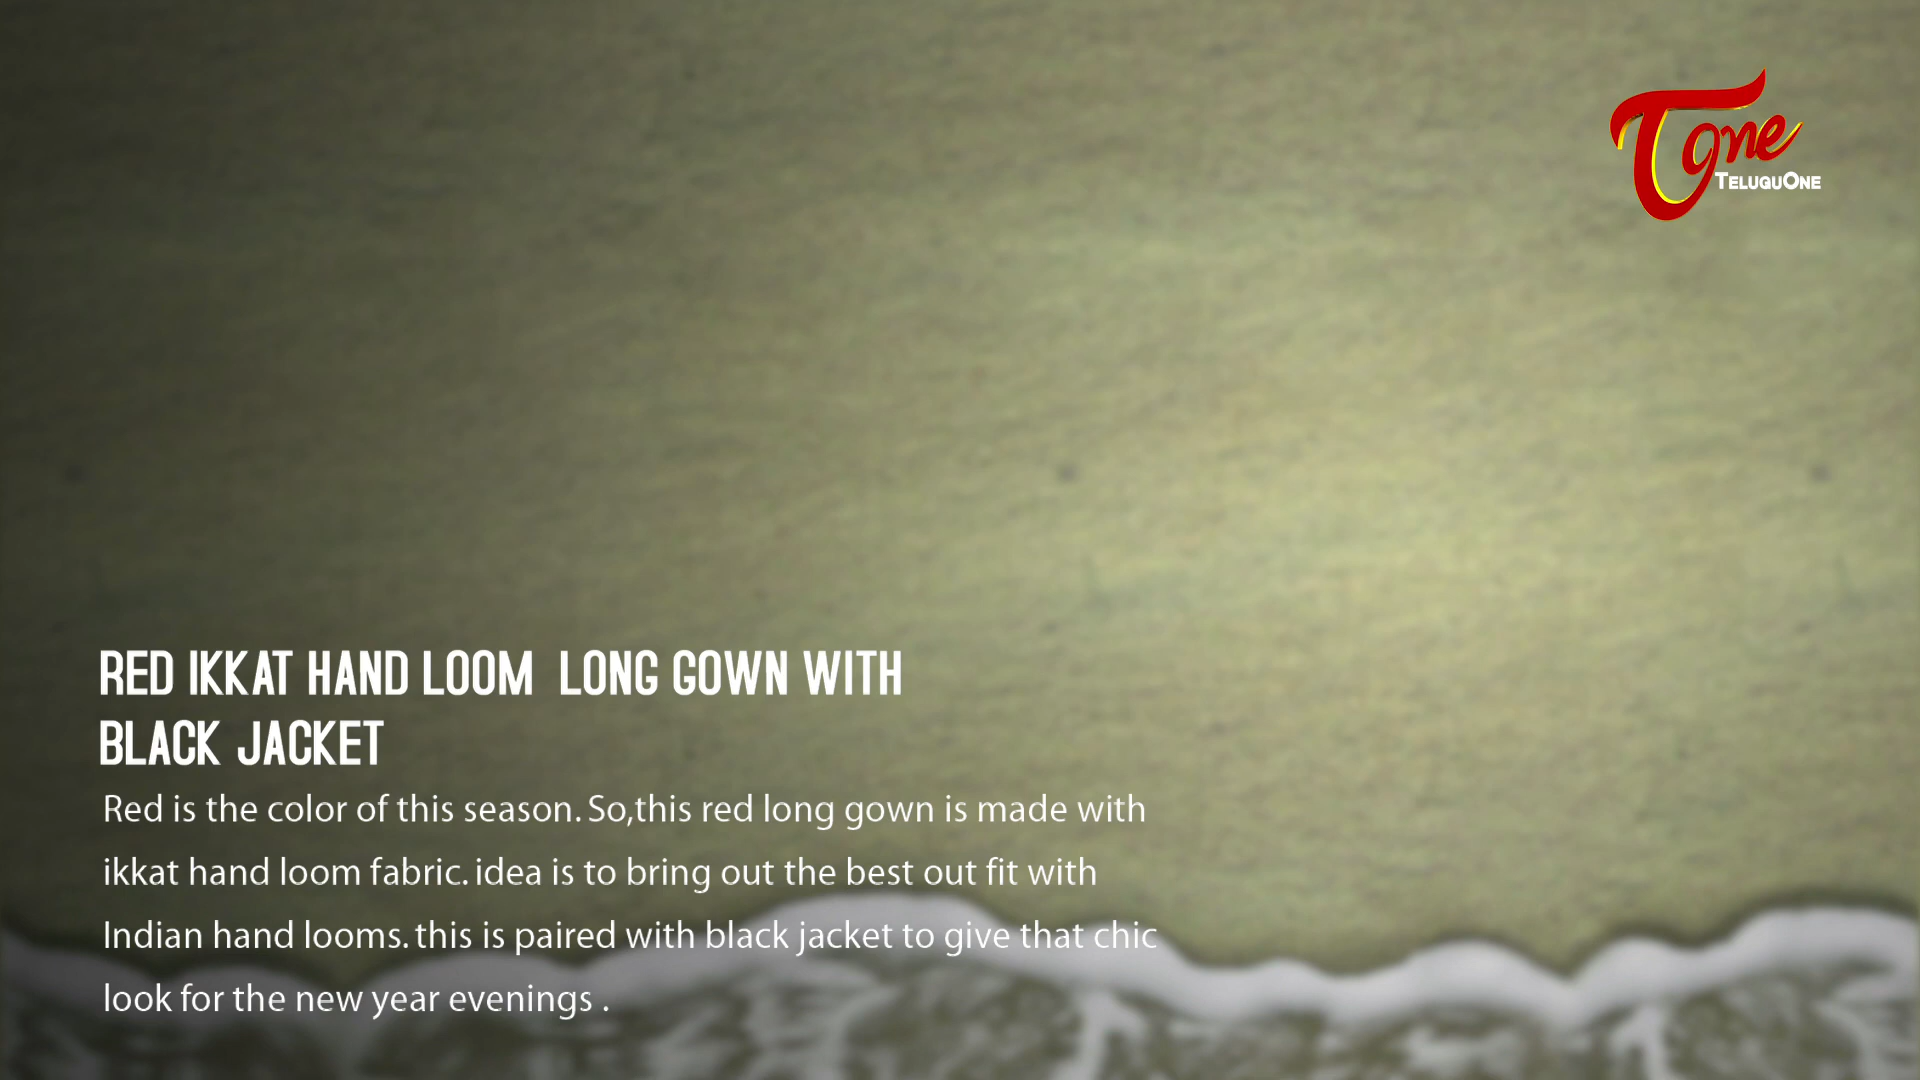 Tone
TELUGUONE
RED IKKAT HAND LOOM LONG GOWN WITH
BLACK JACKET
Red is the color of this season. So,this red long gown is made with
ikkat hand loom fabric. idea is to bring out the best out fit with
Indian hand looms. this is paired with black jacket to give that chic
look for the new year evenings .